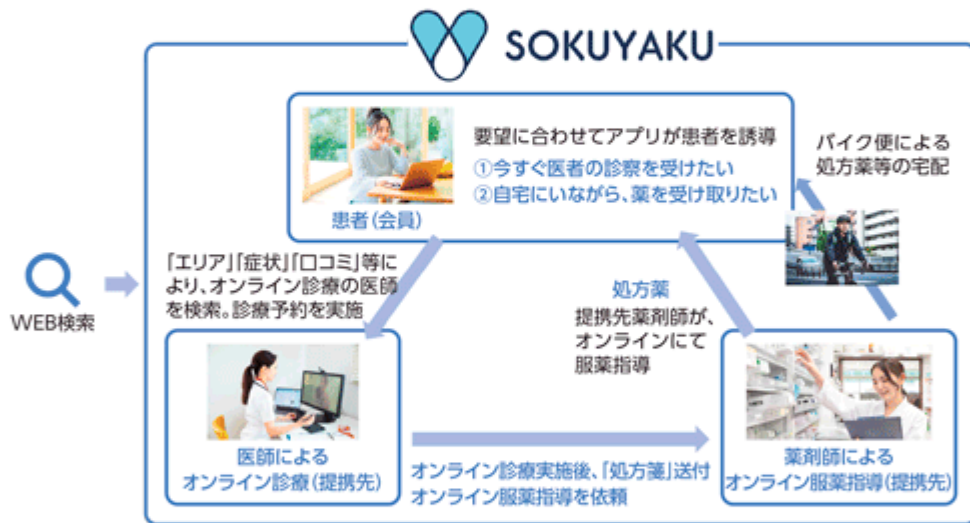 SOKUYAKU
要望に合わせてアプリが患者を誘導
①今すぐ医者の診察を受けたい
②自宅にいながら、薬を受け取りたい
患者(会員)
バイク便による
処方薬等の宅配
WEB検索
「エリア」「症状」「口コミ」等に
より、オンライン診療の医師
を検索。診療予約を実施
処方薬
提携先薬剤師が、
オンラインにて
服薬指導
医師による
オンライン診療(提携先)
オンライン診療実施後、「処方箋」送付
オンライン服薬指導を依頼
薬剤師による
オンライン服薬指導(提携先)